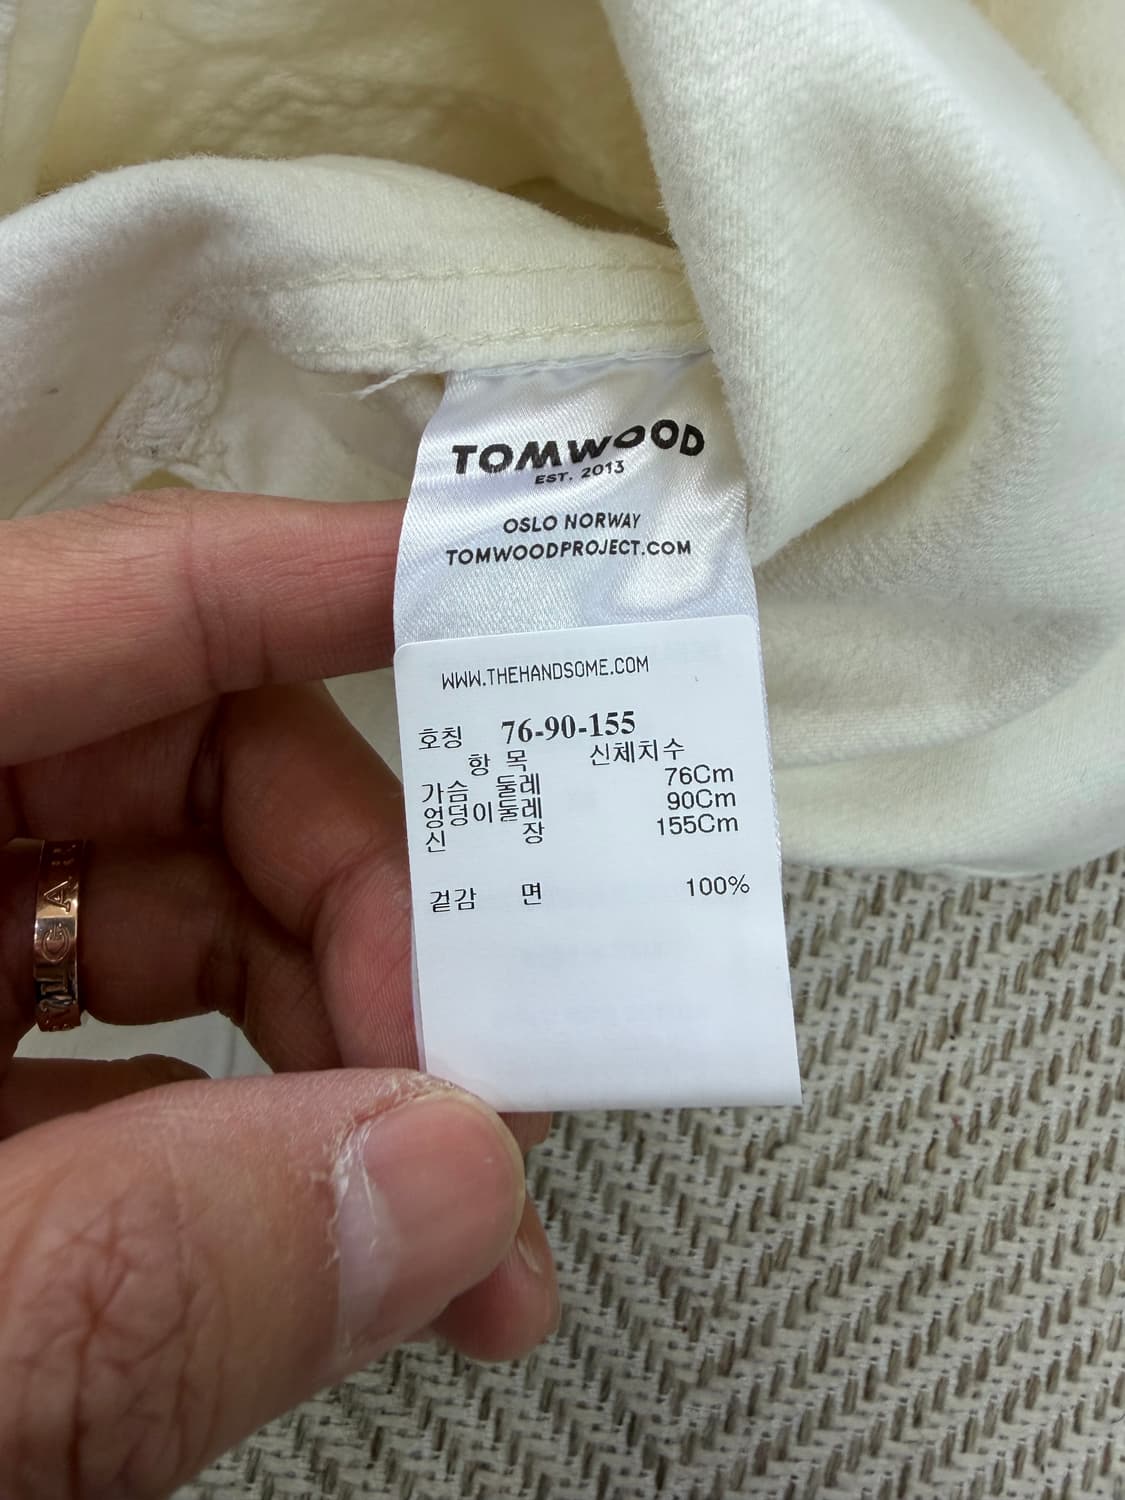 TOMWOOD
EST. 2013
OSLO NORWAY
TOMWOODPROJECT.COM
WWW.THEHANDSOME.COM
호칭 76-90-155
항 목 신체치수
가슴 둘레 76Cm
엉덩이둘레 90Cm
신 장 155Cm
겉감 면 100%